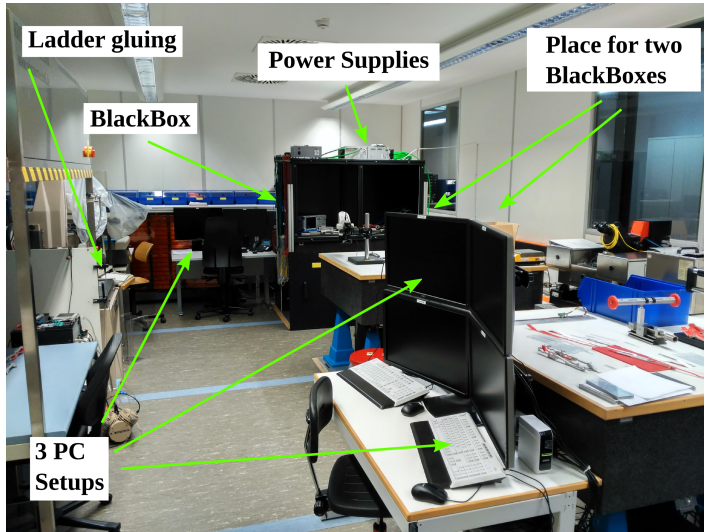 Ladder gluing
Power Supplies
Place for two
BlackBoxes
BlackBox
3 PC
Setups